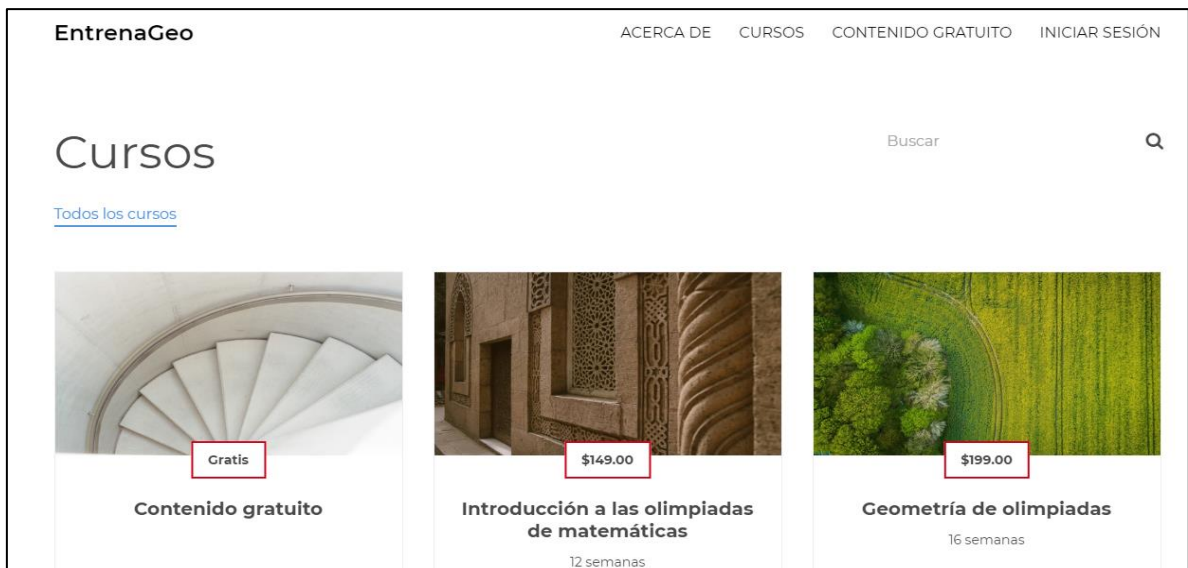 EntrenaGeo
ACERCA DE CURSOS CONTENIDO GRATUITO INICIAR SESIÓN
Cursos
Buscar
Todos los cursos
Gratis
Contenido gratuito
$149.00
Introducción a las olimpiadas
de matemáticas
12 semanas
$199.00
Geometría de olimpiadas
16 semanas